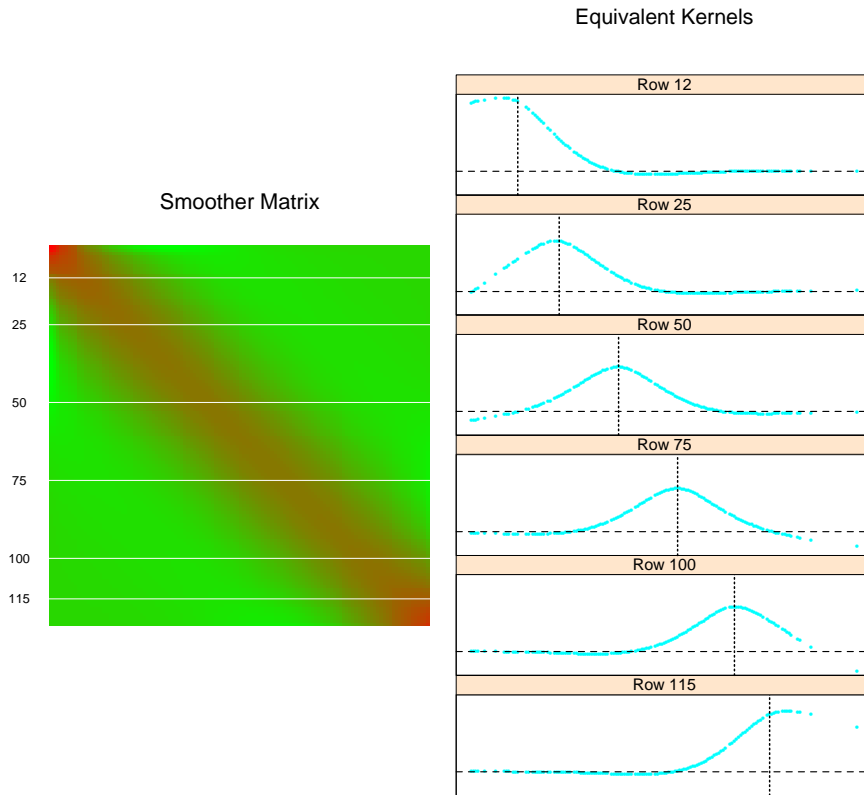 Equivalent Kernels
Row 12
Smoother Matrix
Row 25
12
25
Row 50
50
Row 75
75
Row 100
100
115
Row 115